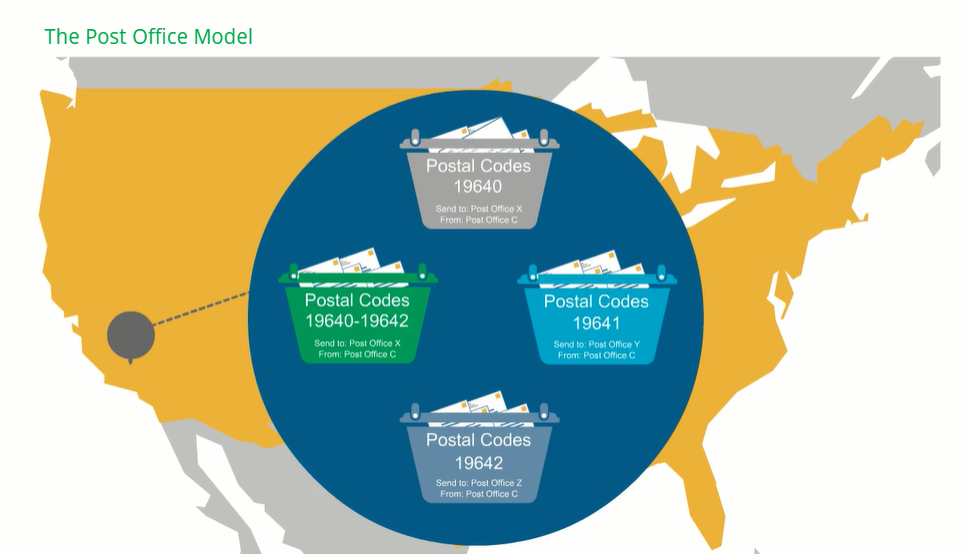 The Post Office Model
Postal Codes
19640
Send to: Post Office X
From: Post Office C
Postal Codes
19640-19642
Send to: Post Office X
From: Post Office C
Postal Codes
19641
Send to: Post Office Y
From: Post Office C
Postal Codes
19642
Send to: Post Office Z
From: Post Office C